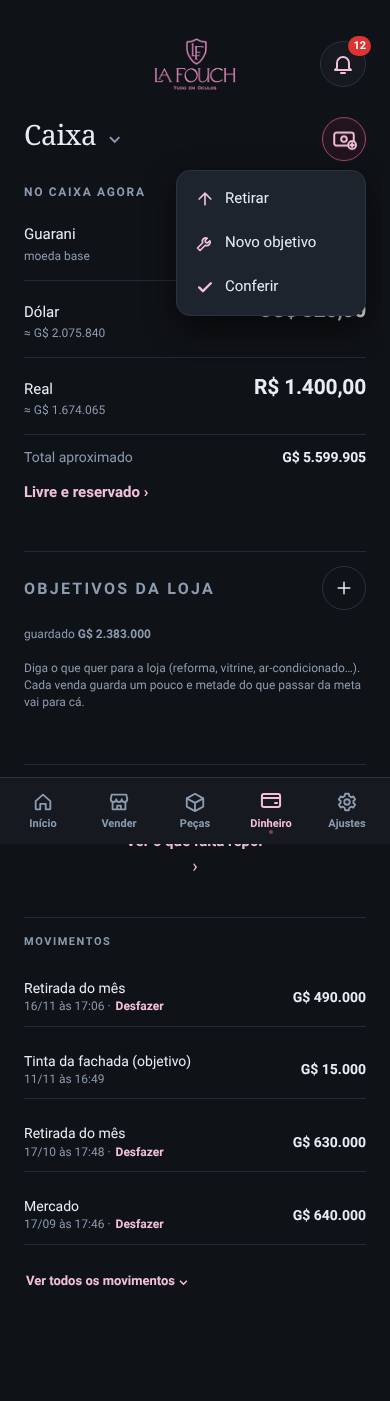 LF
LA FOUCH
TUDO EM ÓCULOS
12
Caixa
NO CAIXA AGORA
Retirar
Novo objetivo
Conferir
Guarani
moeda base
Dólar
≈ G$ 2.075.840
Real
R$ 1.400,00
≈ G$ 1.674.065
Total aproximado
G$ 5.599.905
Livre e reservado ›
OBJETIVOS DA LOJA
guardado G$ 2.383.000
Diga o que quer para a loja (reforma, vitrine, ar-condicionado…).
Cada venda guarda um pouco e metade do que passar da meta
vai para cá.
Início
Vender
Peças
Dinheiro
Ajustes
Ver o que falta repor
›
MOVIMENTOS
Retirada do mês
G$ 490.000
16/11 às 17:06 · Desfazer
Tinta da fachada (objetivo)
G$ 15.000
11/11 às 16:49
Retirada do mês
G$ 630.000
17/10 às 17:48 · Desfazer
Mercado
G$ 640.000
17/09 às 17:46 · Desfazer
Ver todos os movimentos